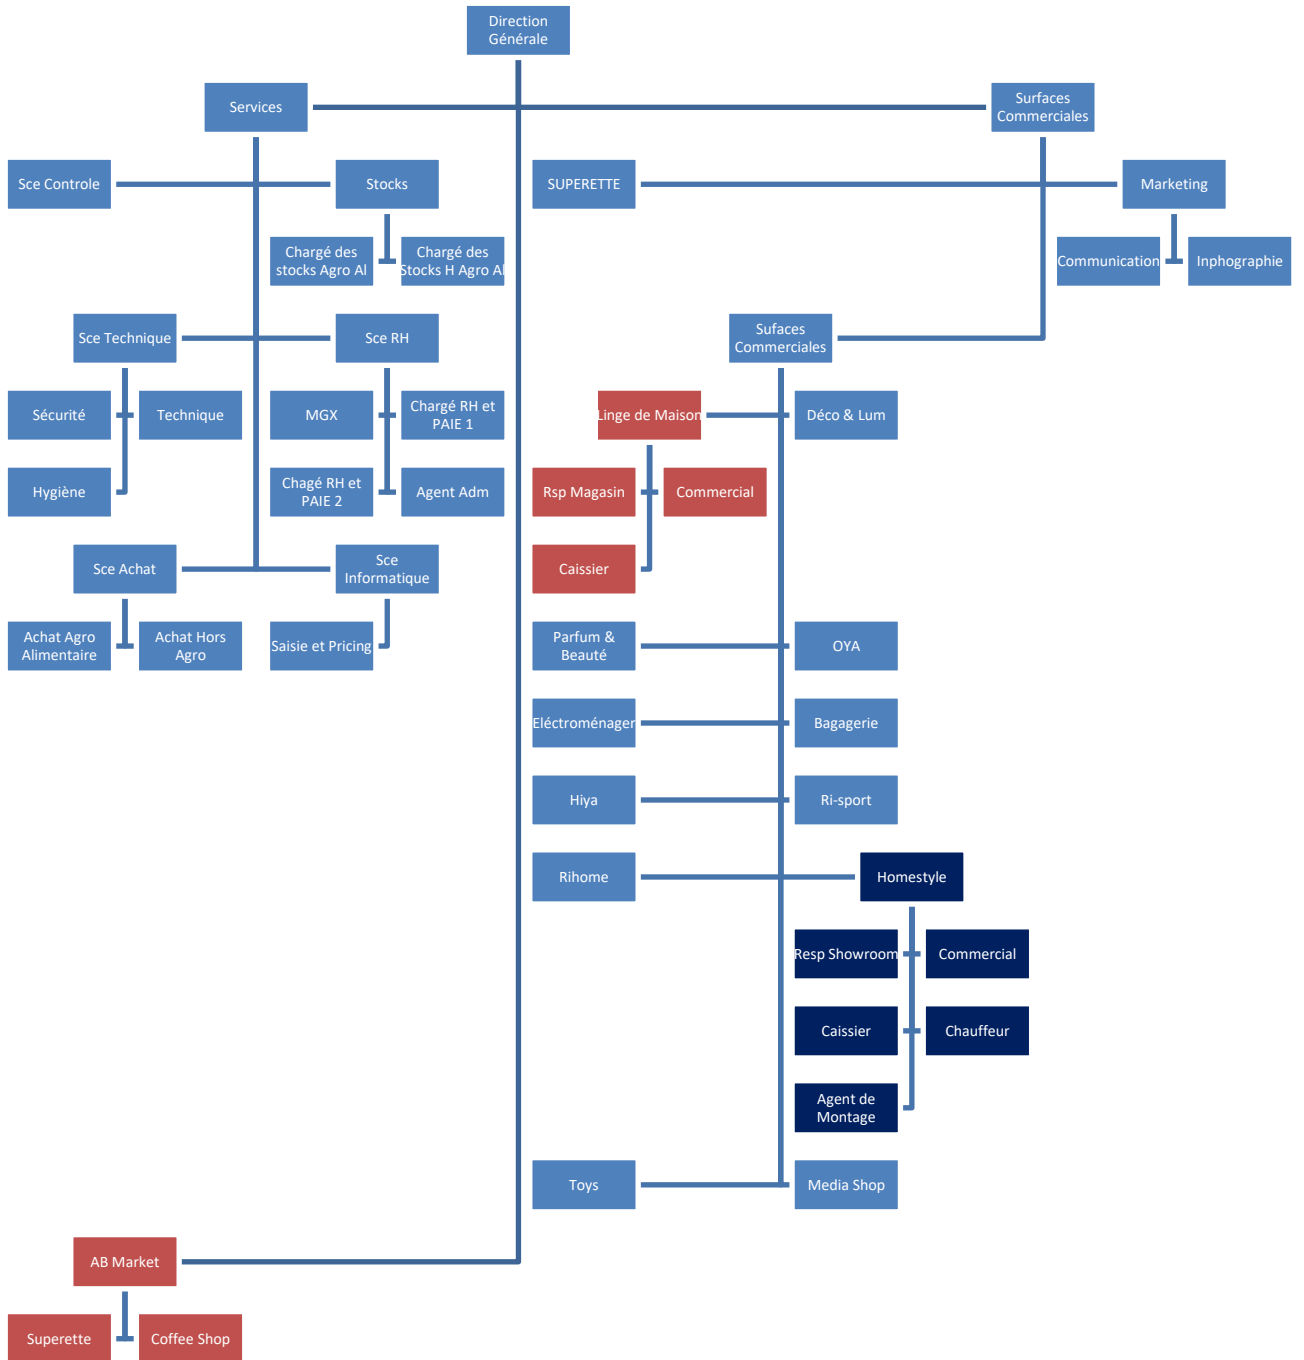 Direction
Générale
Services
Surfaces
Commerciales
Sce Controle
Stocks
SUPERETTE
Marketing
Chargé des
stocks Agro Al
Chargé des
Stocks H Agro Al
Communication
Inphographie
Sce Technique
Sce RH
Sufaces
Commerciales
Sécurité
Technique
MGX
Chargé RH et
PAIE 1
Linge de Maison
Déco & Lum
Hygiène
Chagé RH et
PAIE 2
Agent Adm
Rsp Magasin
Commercial
Sce Achat
Sce
Informatique
Caissier
Achat Agro
Alimentaire
Achat Hors
Agro
Saisie et Pricing
Parfum &
Beauté
OYA
Eléctroménager
Bagagerie
Hiya
Ri-sport
Rihome
Homestyle
Resp Showroom
Commercial
Caissier
Chauffeur
Agent de
Montage
Toys
Media Shop
AB Market
Superette
Coffee Shop